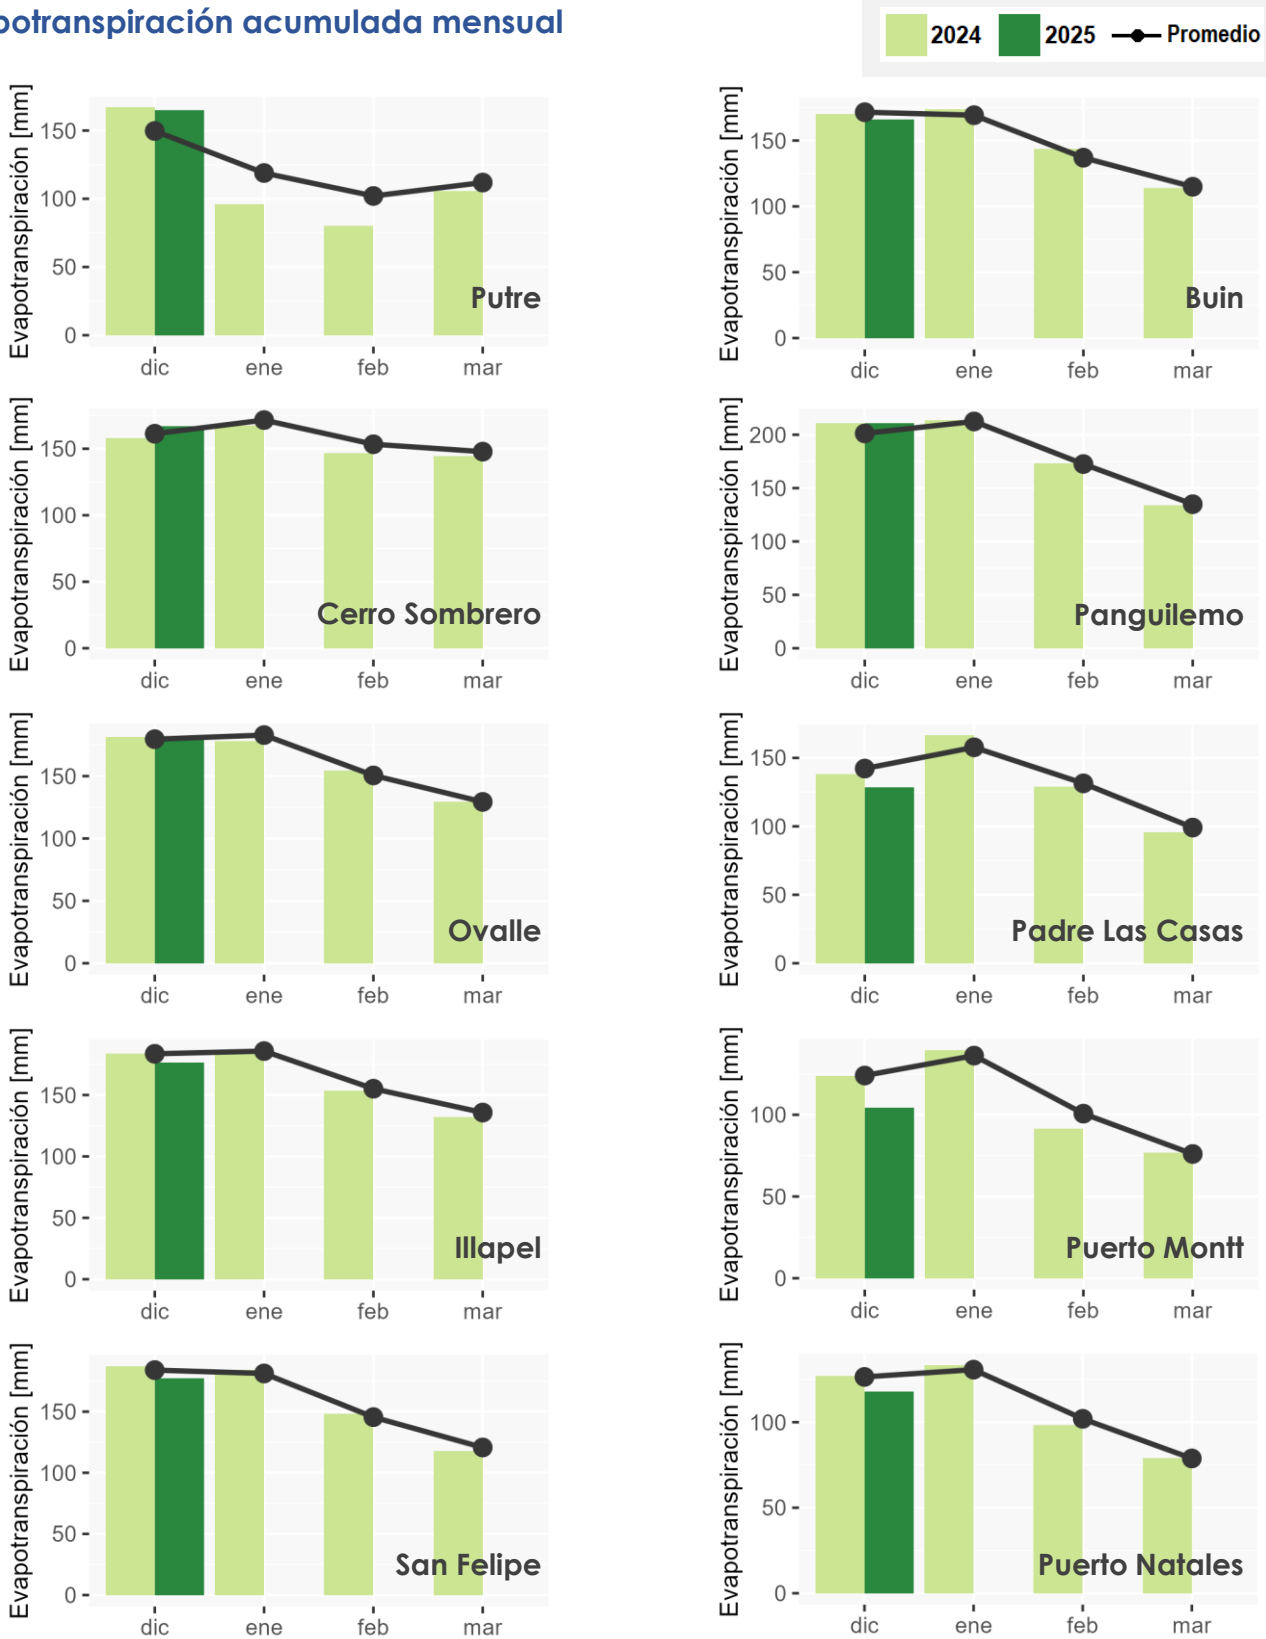 potranspiración acumulada mensual
2024 2025 Promedio
Evapotranspiración [mm]
150
100
50
0
dic ene feb mar
Putre
Evapotranspiración [mm]
150
100
50
0
dic ene feb mar
Buin
Evapotranspiración [mm]
150
100
50
0
dic ene feb mar
Cerro Sombrero
Evapotranspiración [mm]
200
150
100
50
0
dic ene feb mar
Panguilemo
Evapotranspiración [mm]
150
100
50
0
dic ene feb mar
Ovalle
Evapotranspiración [mm]
150
100
50
0
dic ene feb mar
Padre Las Casas
Evapotranspiración [mm]
150
100
50
0
dic ene feb mar
Illapel
Evapotranspiración [mm]
100
50
0
dic ene feb mar
Puerto Montt
Evapotranspiración [mm]
150
100
50
0
dic ene feb mar
San Felipe
Evapotranspiración [mm]
100
50
0
dic ene feb mar
Puerto Natales